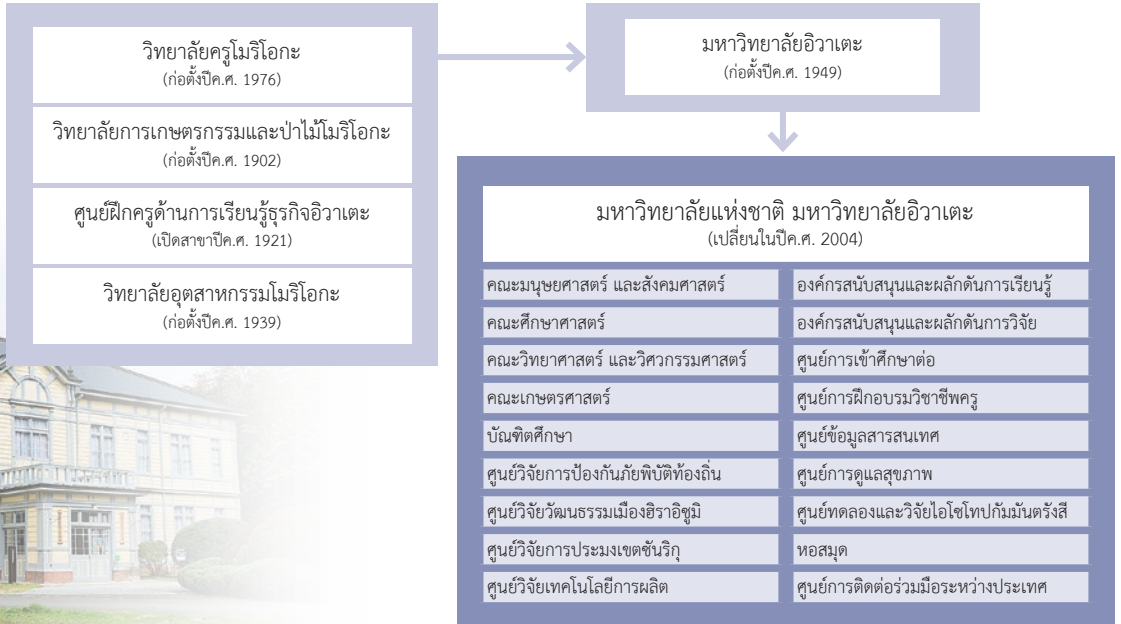 วิทยาลัยครูโมริโอกะ
(ก่อตั้งปีค.ศ. 1976)
วิทยาลัยการเกษตรกรรมและป่าไม้โมริโอกะ
(ก่อตั้งปีค.ศ. 1902)
ศูนย์ฝึกครูด้านการเรียนรู้ธุรกิจอิวาเตะ
(เปิดสาขาปีค.ศ. 1921)
วิทยาลัยอุตสาหกรรมโมริโอกะ
(ก่อตั้งปีค.ศ. 1939)
มหาวิทยาลัยอิวาเตะ
(ก่อตั้งปีค.ศ. 1949)
มหาวิทยาลัยแห่งชาติ มหาวิทยาลัยอิวาเตะ
(เปลี่ยนในปีค.ศ. 2004)
คณะมนุษยศาสตร์ และสังคมศาสตร์
คณะศึกษาศาสตร์
คณะวิทยาศาสตร์ และวิศวกรรมศาสตร์
คณะเกษตรศาสตร์
บัณฑิตศึกษา
ศูนย์วิจัยการป้องกันภัยพิบัติท้องถิ่น
ศูนย์วิจัยวัฒนธรรมเมืองฮิราอิซูมิ
ศูนย์วิจัยการประมงเขตซันริกุ
ศูนย์วิจัยเทคโนโลยีการผลิต
องค์กรสนับสนุนและผลักดันการเรียนรู้
องค์กรสนับสนุนและผลักดันการวิจัย
ศูนย์การเข้าศึกษาต่อ
ศูนย์การฝึกอบรมวิชาชีพครู
ศูนย์ข้อมูลสารสนเทศ
ศูนย์การดูแลสุขภาพ
ศูนย์ทดลองและวิจัยไอโซโทปกัมมันตรังสี
หอสมุด
ศูนย์การติดต่อร่วมมือระหว่างประเทศ